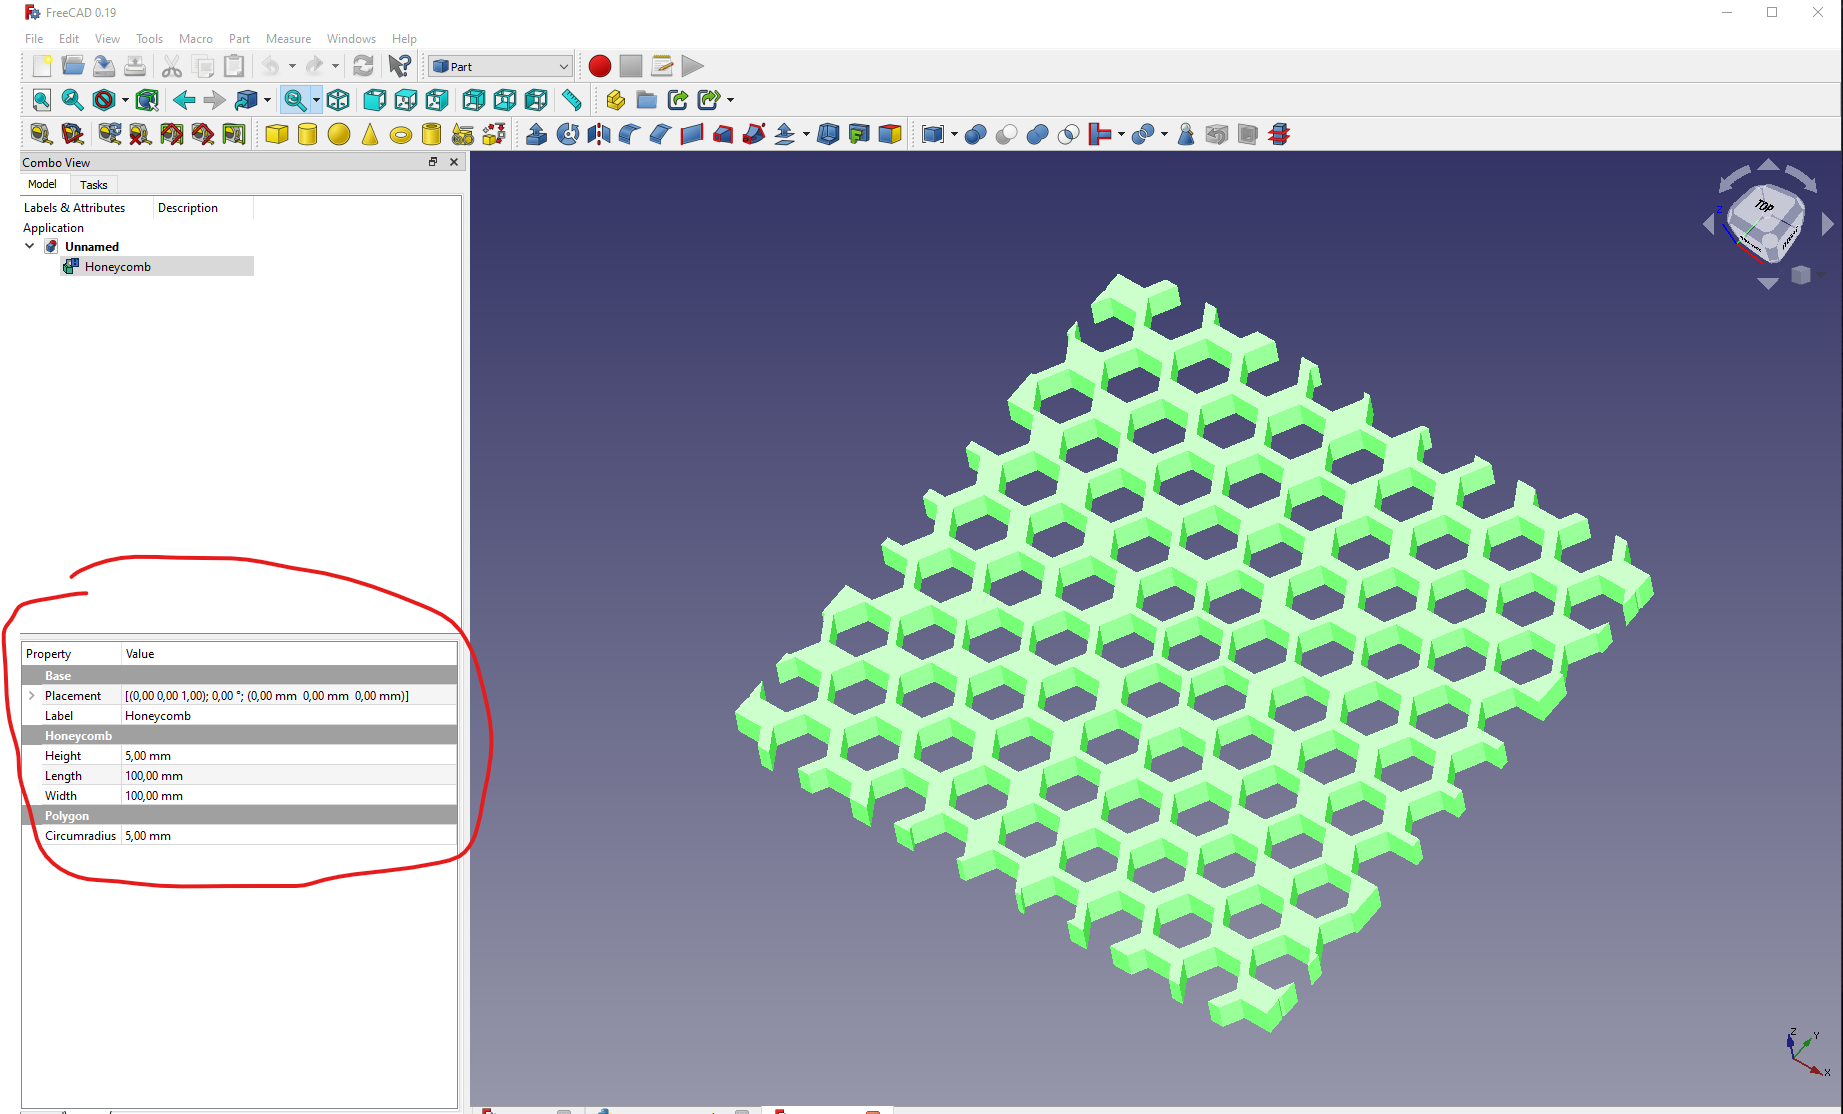 FreeCAD 0.19
File Edit View Tools Macro Part Measure Windows Help
Part
Combo View
Model Tasks
Labels & Attributes Description
Application
Unnamed
Honeycomb
Property Value
Base
Placement [(0,00 0,00 1,00); 0,00 °; (0,00 mm 0,00 mm 0,00 mm)]
Label Honeycomb
Honeycomb
Height 5,00 mm
Length 100,00 mm
Width 100,00 mm
Polygon
Circumradius 5,00 mm
TOP
Z
Z
Y
X